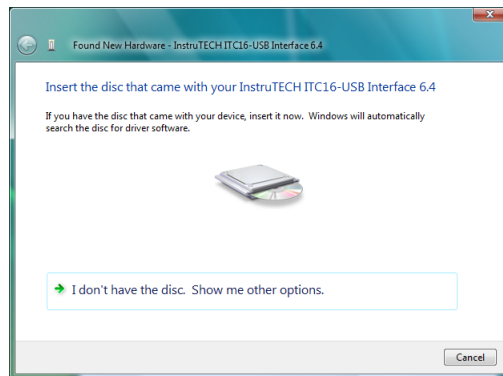 Found New Hardware - InstruTECH ITC16-USB Interface 6.4
Insert the disc that came with your InstruTECH ITC16-USB Interface 6.4
If you have the disc that came with your device, insert it now.  Windows will automatically
search the disc for driver software.
I don't have the disc.  Show me other options.
Cancel